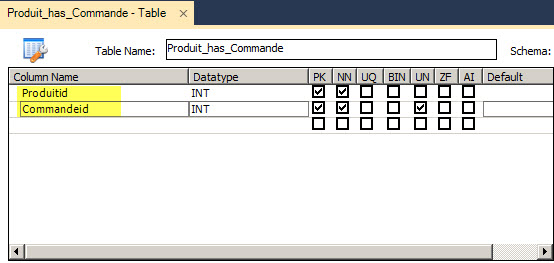 Produit_has_Commande - Table ×
Table Name: Produit_has_Commande Schema:
Column Name Datatype PK NN UQ BIN UN ZF AI Default
Produitid INT
Commandeid INT